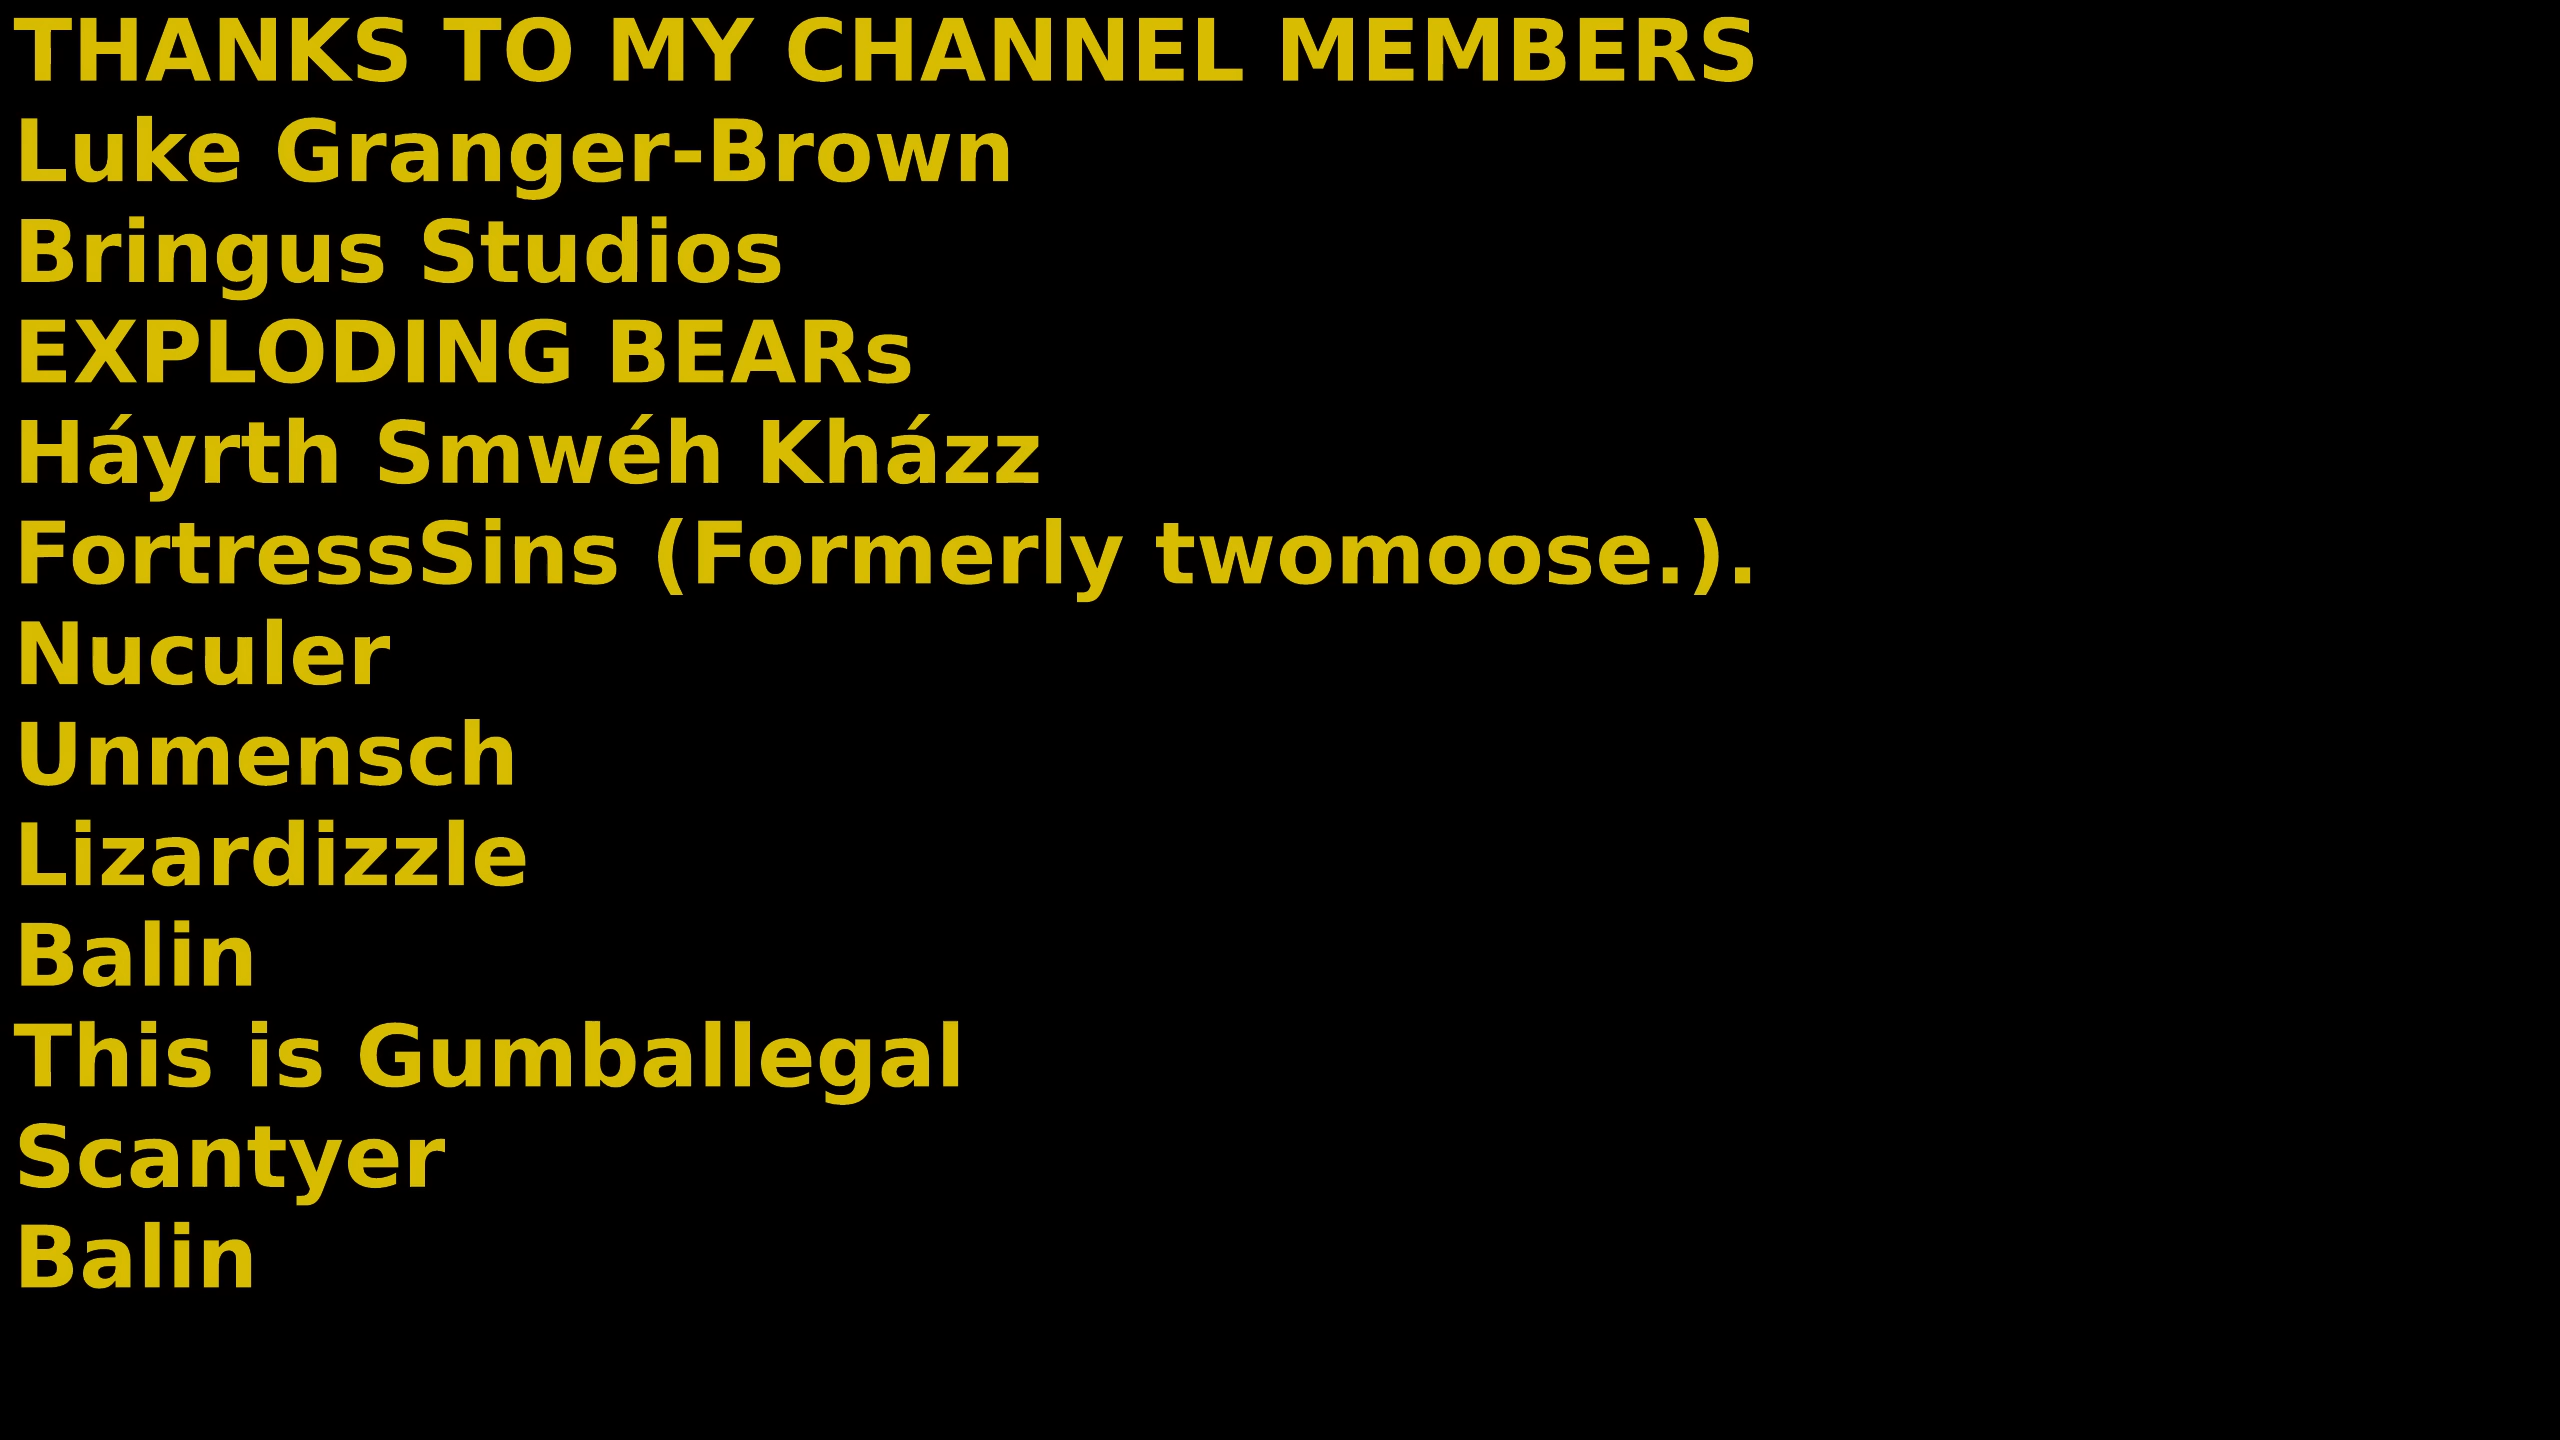 THANKS TO MY CHANNEL MEMBERS
Luke Granger-Brown
Bringus Studios
EXPLODING BEARs
Háyrth Smwéh Kházz
FortressSins (Formerly twomoose.).
Nuculer
Unmensch
Lizardizzle
Balin
This is Gumballegal
Scantyer
Balin